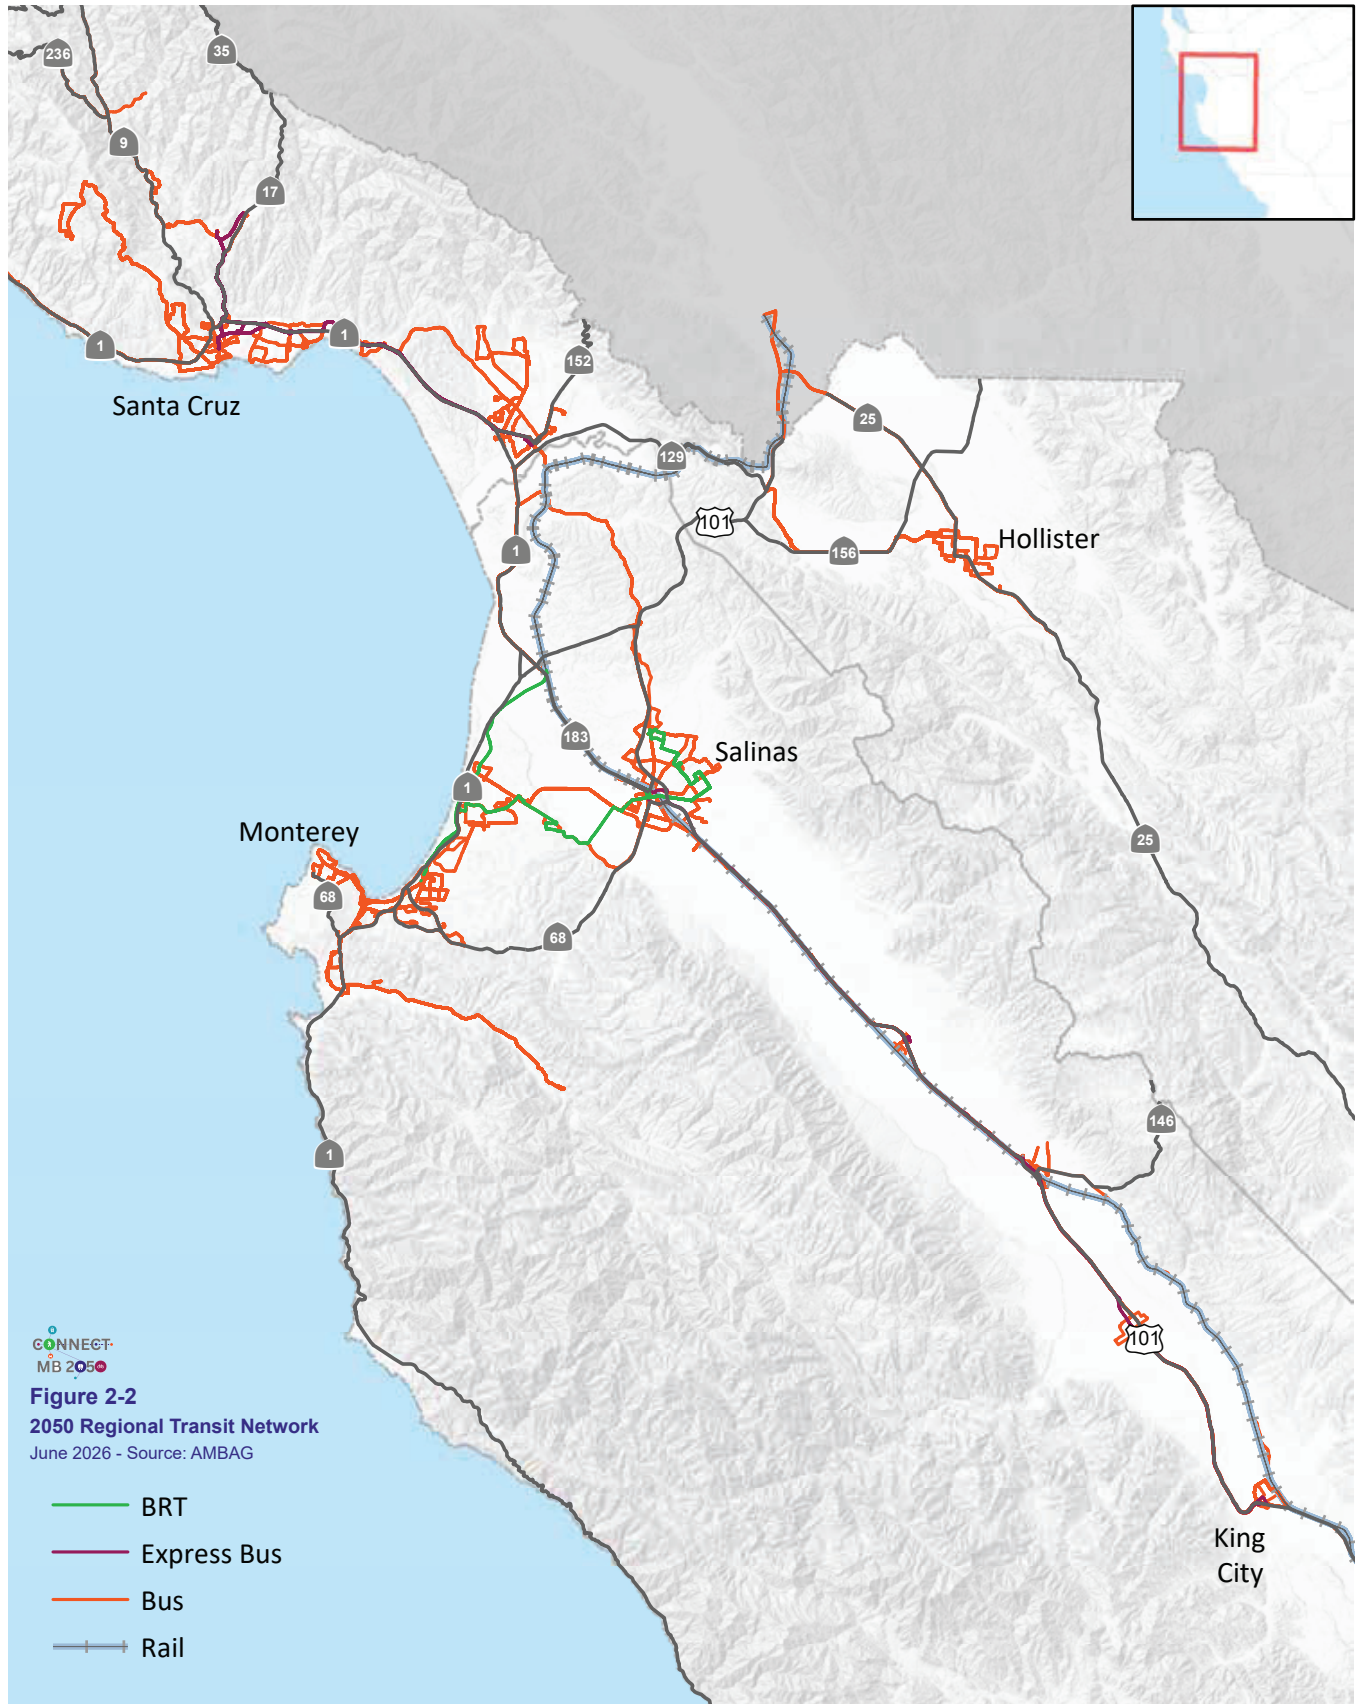 236
35
9
17
1
1
152
Santa Cruz
25
129
101
1
156
Hollister
183
Salinas
1
Monterey
25
68
68
146
1
101
CONNECT
MB 2050
Figure 2-2
2050 Regional Transit Network
June 2026 - Source: AMBAG
BRT
Express Bus
Bus
Rail
King
City